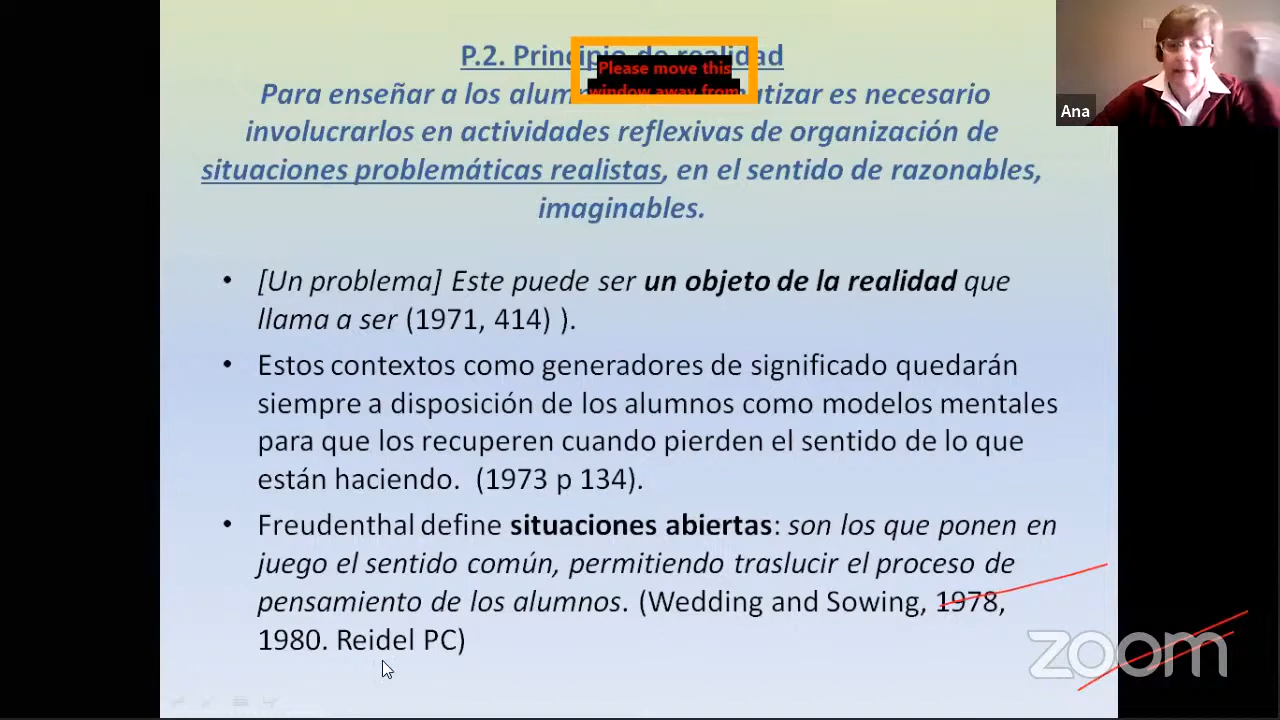 P.2. Principio de realidad
Please move this
window away from
Para enseñar a los alum atizar es necesario
involucrarlos en actividades reflexivas de organización de
situaciones problemáticas realistas, en el sentido de razonables,
imaginables.
Ana
• [Un problema] Este puede ser un objeto de la realidad que
llama a ser (1971, 414) ).
• Estos contextos como generadores de significado quedarán
siempre a disposición de los alumnos como modelos mentales
para que los recuperen cuando pierden el sentido de lo que
están haciendo. (1973 p 134).
• Freudenthal define situaciones abiertas: son los que ponen en
juego el sentido común, permitiendo traslucir el proceso de
pensamiento de los alumnos. (Wedding and Sowing, 1978,
1980. Reidel PC)
zoom